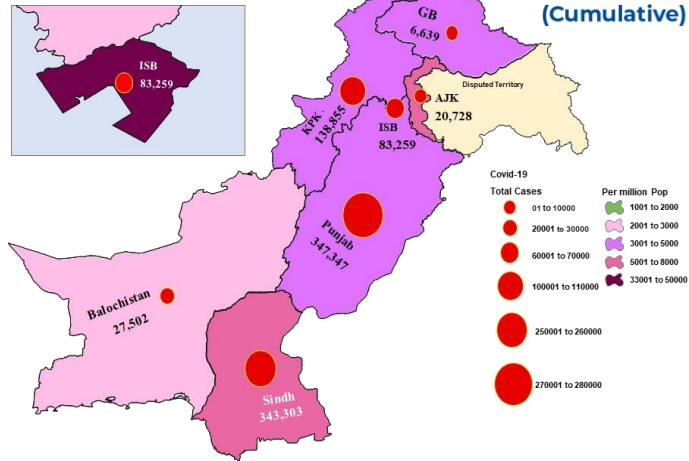 (Cumulative)
GB
6,639
ISB
83,259
Disputed Territory
AJK
20,728
KPK
138,855
ISB
83,259
Punjab
347,347
Balochistan
27,502
Sindh
343,303
Covid-19
Total Cases
01 to 10000
20001 to 30000
60001 to 70000
100001 to 110000
250001 to 260000
270001 to 280000
Per million Pop
1001 to 2000
2001 to 3000
3001 to 5000
5001 to 8000
33001 to 50000